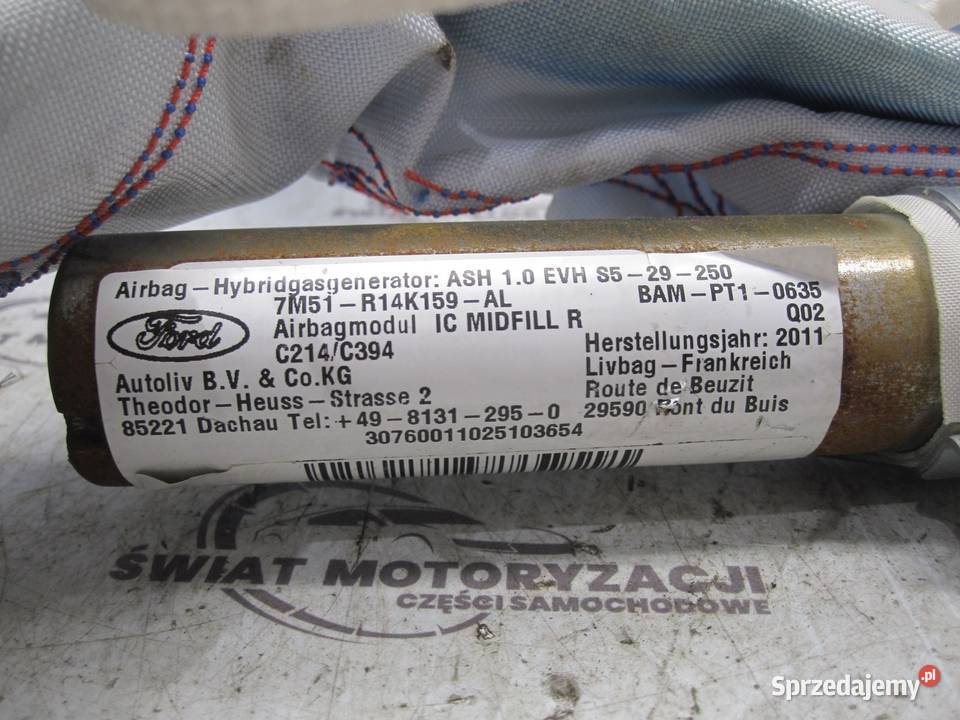 Airbag-Hybridgasgenerator: ASH 1.0 EVH S5-29-250
7M51-R14K159-AL
BAM-PT1-0635
Q02
Ford
Airbagmodul IC MIDFILL R
C214/C394
Herstellungsjahr: 2011
Livbag-Frankreich
Route de Beuzit
29590 Pont du Buis
Autoliv B.V. & Co.KG
Theodor-Heuss-Strasse 2
85221 Dachau Tel: +49-8131-295-0
30760011025103654
ŚWIAT MOTORYZACJI
CZĘŚCI SAMOCHODOWE
Sprzedajemy.pl